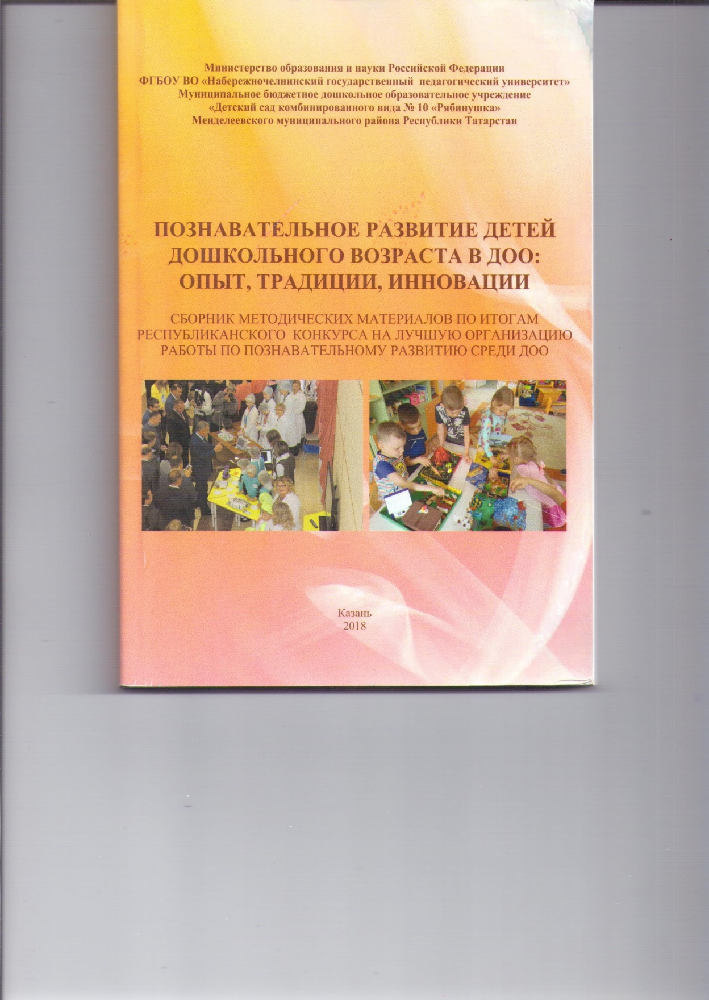 Министерство образования и науки Российской Федерации
ФГБОУ ВО «Набережночелнинский государственный педагогический университет»
Муниципальное бюджетное дошкольное образовательное учреждение
«Детский сад комбинированного вида № 10 «Рябинушка»
Менделеевского муниципального района Республики Татарстан
ПОЗНАВАТЕЛЬНОЕ РАЗВИТИЕ ДЕТЕЙ
ДОШКОЛЬНОГО ВОЗРАСТА В ДОО:
ОПЫТ, ТРАДИЦИИ, ИННОВАЦИИ
СБОРНИК МЕТОДИЧЕСКИХ МАТЕРИАЛОВ ПО ИТОГАМ
РЕСПУБЛИКАНСКОГО КОНКУРСА НА ЛУЧШУЮ ОРГАНИЗАЦИЮ
РАБОТЫ ПО ПОЗНАВАТЕЛЬНОМУ РАЗВИТИЮ СРЕДИ ДОО
Казань
2018